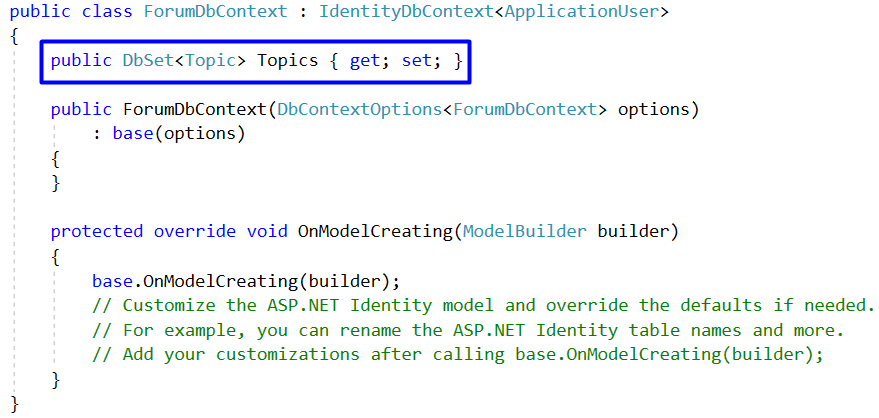 public class ForumDbContext : IdentityDbContext<ApplicationUser>
{
public DbSet<Topic> Topics { get; set; }
public ForumDbContext(DbContextOptions<ForumDbContext> options)
: base(options)
{
}
protected override void OnModelCreating(ModelBuilder builder)
{
base.OnModelCreating(builder);
// Customize the ASP.NET Identity model and override the defaults if needed.
// For example, you can rename the ASP.NET Identity table names and more.
// Add your customizations after calling base.OnModelCreating(builder);
}
}